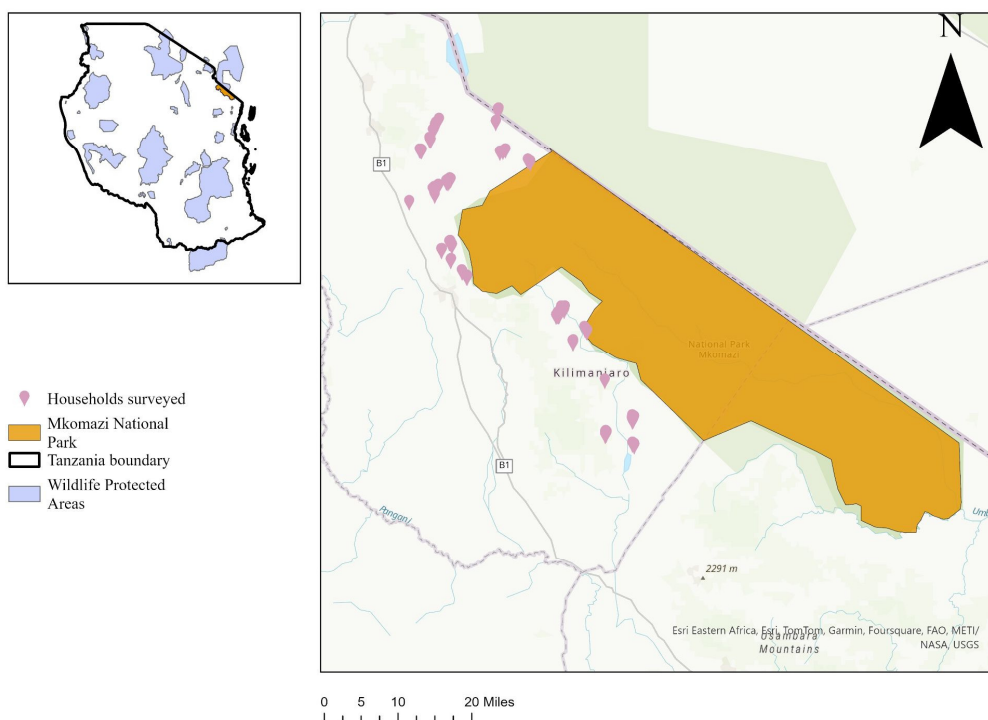 N
B1
National Park
Mkomazi
Kilimanjaro
B1
Pangani
Umb
2291 m
Esri Eastern Africa, Esri, TomTom, Garmin, Foursquare, FAO, METI/
NASA, USGS
Usambara
Mountains
Households surveyed
Mkomazi National
Park
Tanzania boundary
Wildlife Protected
Areas
0 5 10 20 Miles